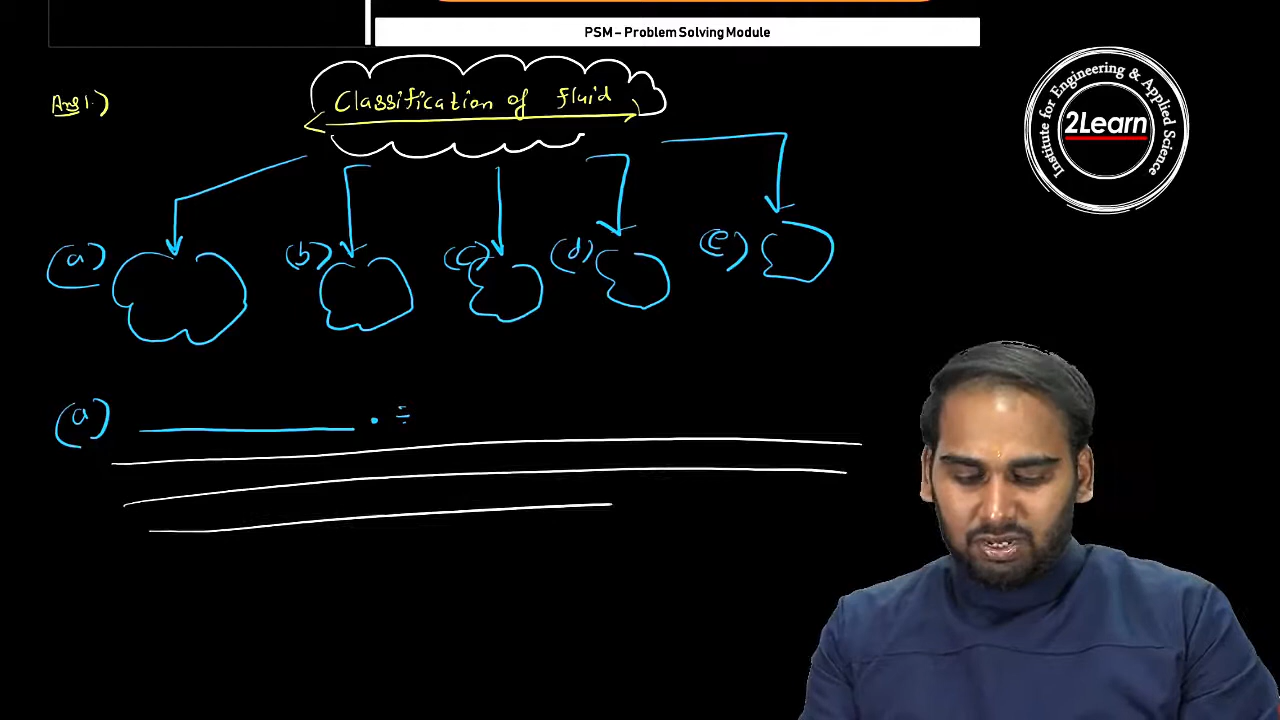 PSM – Problem Solving Module
Ans 1.)
Classification of fluid
Institute for Engineering & Applied Science
2Learn
(a)
(b)
(c)
(d)
(e)
(a)